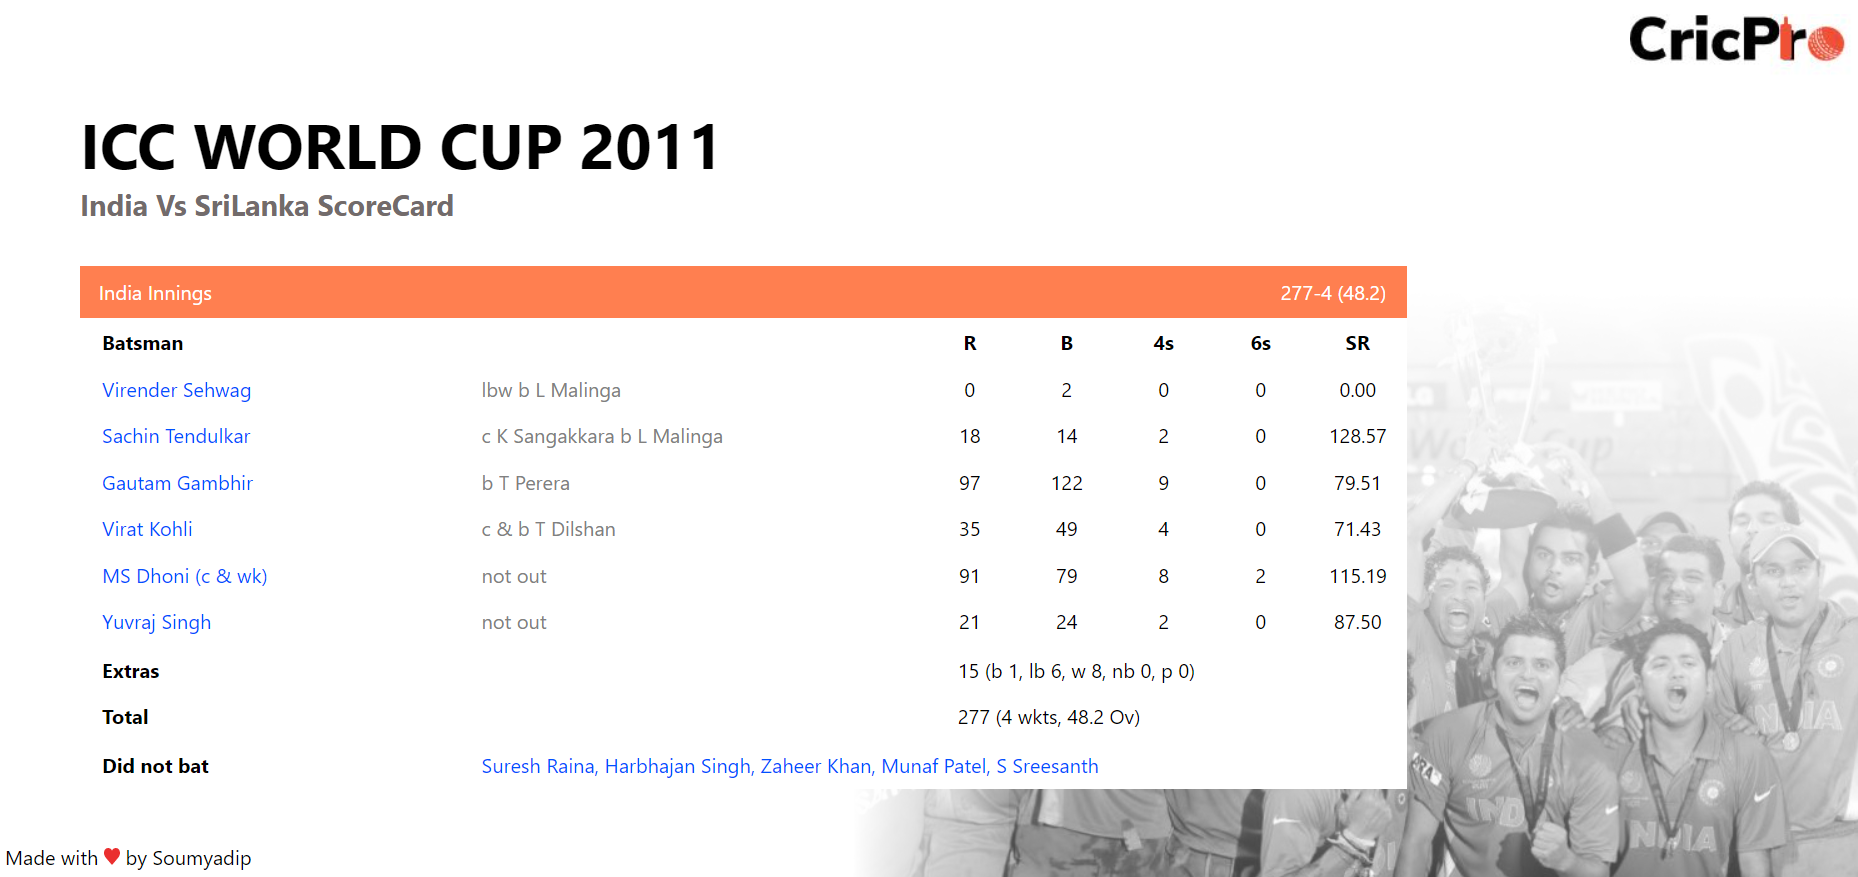 CricPro
ICC WORLD CUP 2011
India Vs SriLanka ScoreCard
India Innings 277-4 (48.2)
Batsman R B 4s 6s SR
Virender Sehwag lbw b L Malinga 0 2 0 0 0.00
Sachin Tendulkar c K Sangakkara b L Malinga 18 14 2 0 128.57
Gautam Gambhir b T Perera 97 122 9 0 79.51
Virat Kohli c & b T Dilshan 35 49 4 0 71.43
MS Dhoni (c & wk) not out 91 79 8 2 115.19
Yuvraj Singh not out 21 24 2 0 87.50
Extras 15 (b 1, lb 6, w 8, nb 0, p 0)
Total 277 (4 wkts, 48.2 Ov)
Did not bat Suresh Raina, Harbhajan Singh, Zaheer Khan, Munaf Patel, S Sreesanth
Made with ♥ by Soumyadip